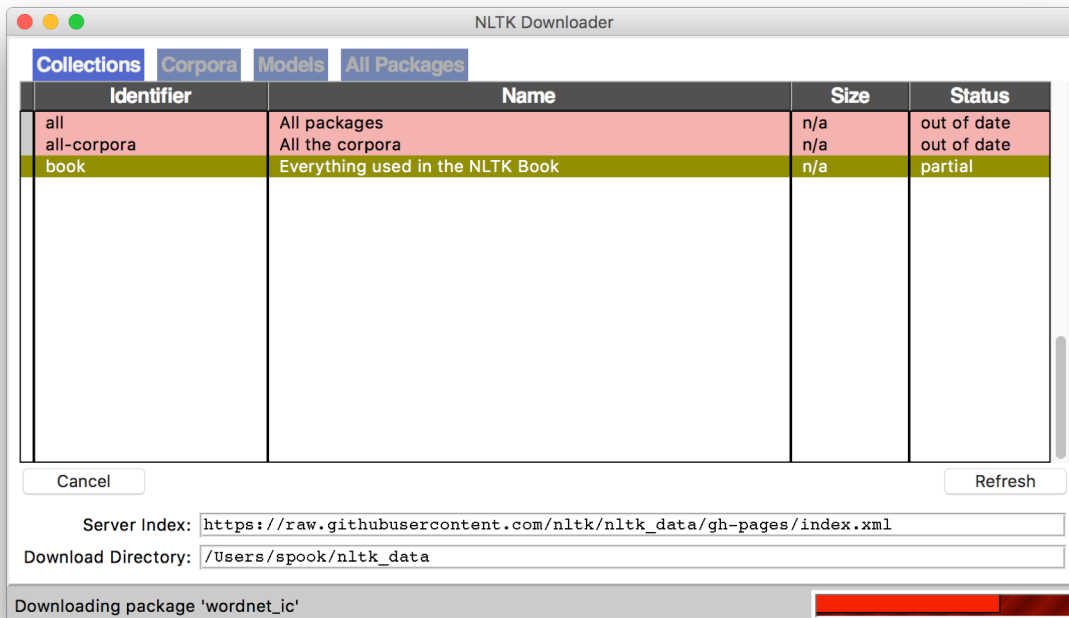 NLTK Downloader
Collections Corpora Models All Packages
Identifier Name Size Status
all All packages n/a out of date
all-corpora All the corpora n/a out of date
book Everything used in the NLTK Book n/a partial
Cancel Refresh
Server Index: https://raw.githubusercontent.com/nltk/nltk_data/gh-pages/index.xml
Download Directory: /Users/spook/nltk_data
Downloading package 'wordnet_ic'